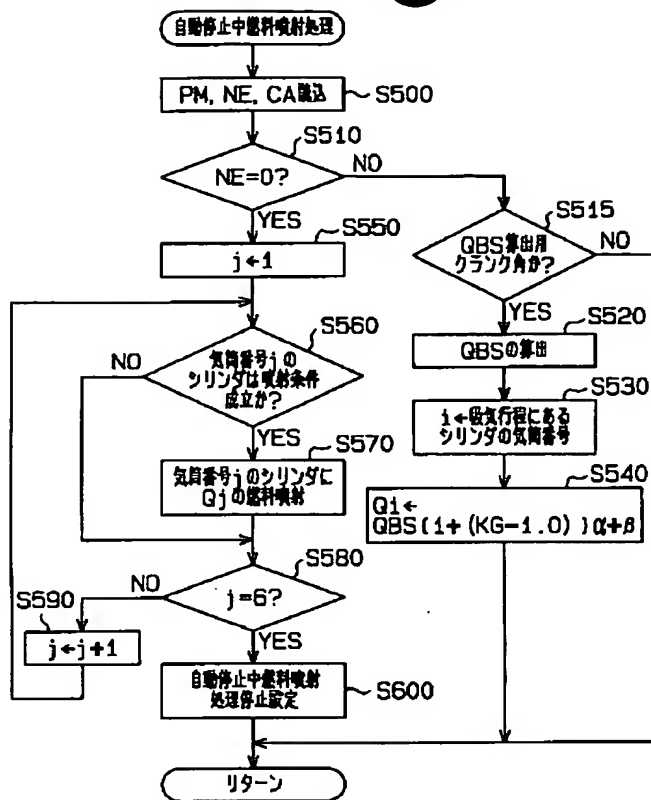 自動停止中燃料噴射処理
PM, NE, CA読込
S500
S510
NE=0?
NO
YES
S550
j←1
S560
気筒番号jの
シリンダは噴射条件
成立か?
NO
YES
S570
気筒番号jのシリンダに
Qjの燃料噴射
S580
j=6?
NO
YES
S590
j←j+1
自動停止中燃料噴射
処理停止設定
S600
リターン
S515
QBS算出用
クランク角か?
NO
YES
S520
QBSの算出
S530
i←吸気行程にある
シリンダの気筒番号
S540
Qi←
QBS{1+(KG-1.0)}α+β